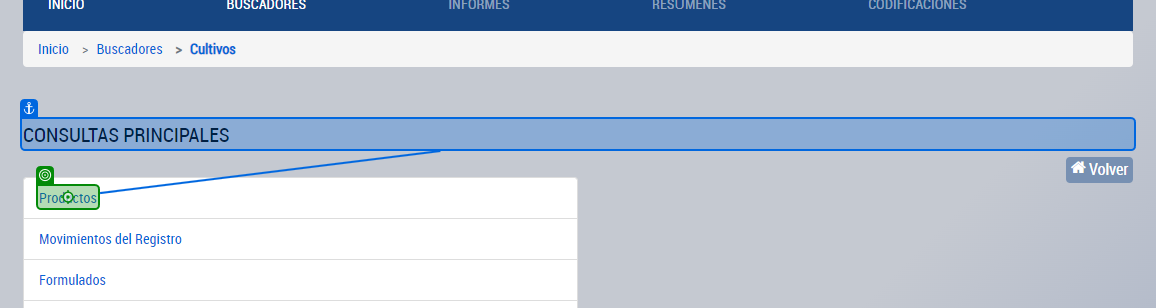 INICIO BUSCADORES INFORMES RESÚMENES CODIFICACIONES
Inicio > Buscadores > Cultivos
CONSULTAS PRINCIPALES
Volver
Productos
Movimientos del Registro
Formulados